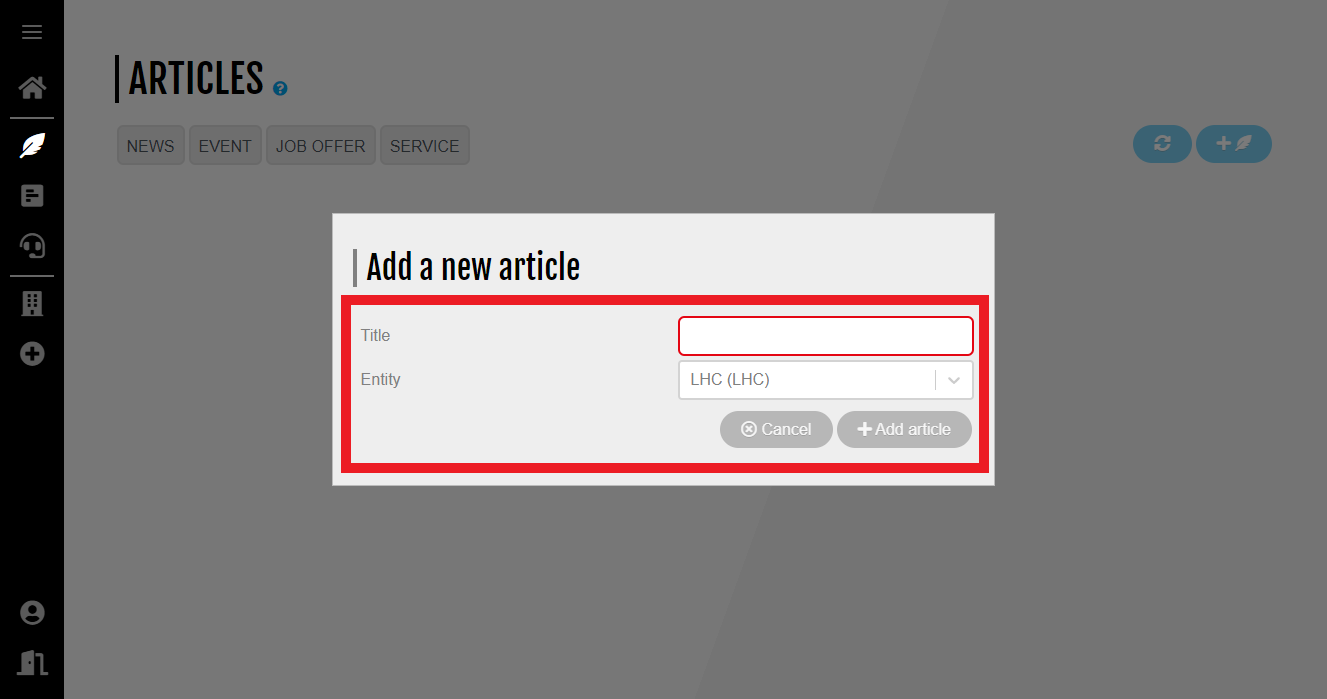 ARTICLES
NEWS EVENT JOB OFFER SERVICE
Add a new article
Title
Entity LHC (LHC)
Cancel Add article